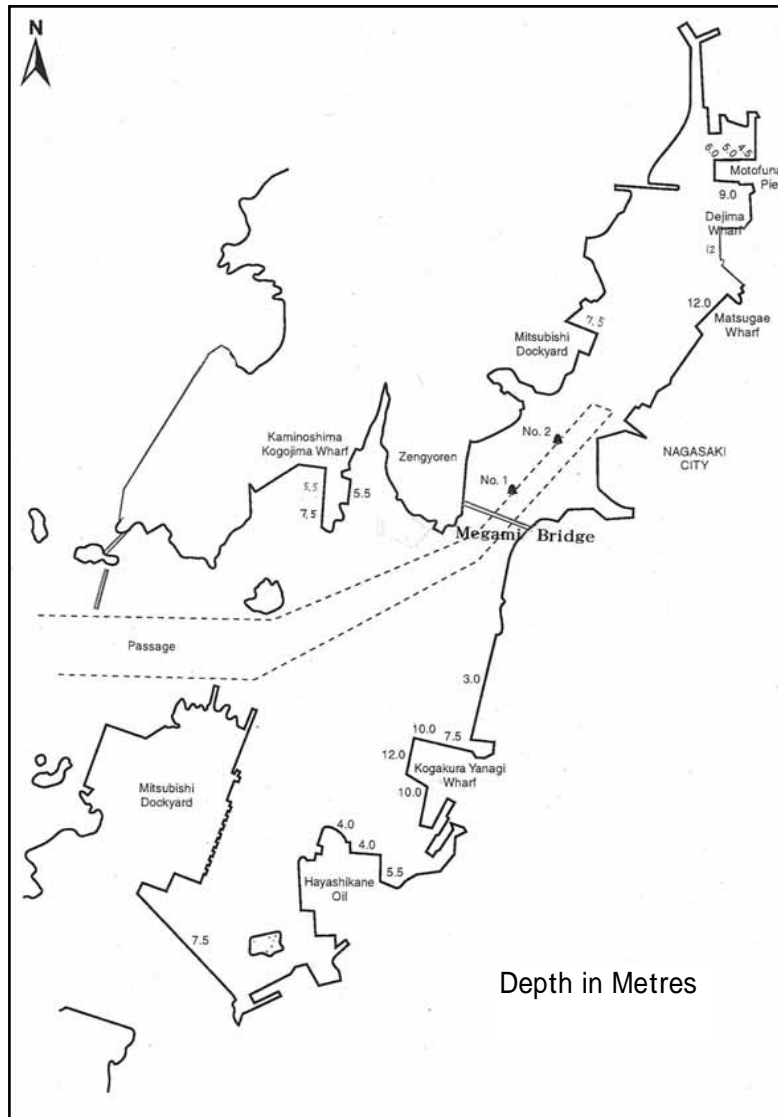 N
6.0 5.0 4.5
Motofuna
Pie
9.0
Dejima
Wharf
12
12.0
Matsugae
Wharf
7.5
Mitsubishi
Dockyard
No. 2
Kaminoshima
Kogojima Wharf
Zengyoren
NAGASAKI
CITY
No. 1
5.5
5.5
7.5
Megami Bridge
Passage
3.0
10.0
7.5
12.0
Kogakura Yanagi
Wharf
Mitsubishi
Dockyard
10.0
4.0
4.0
5.5
Hayashikane
Oil
7.5
Depth in Metres